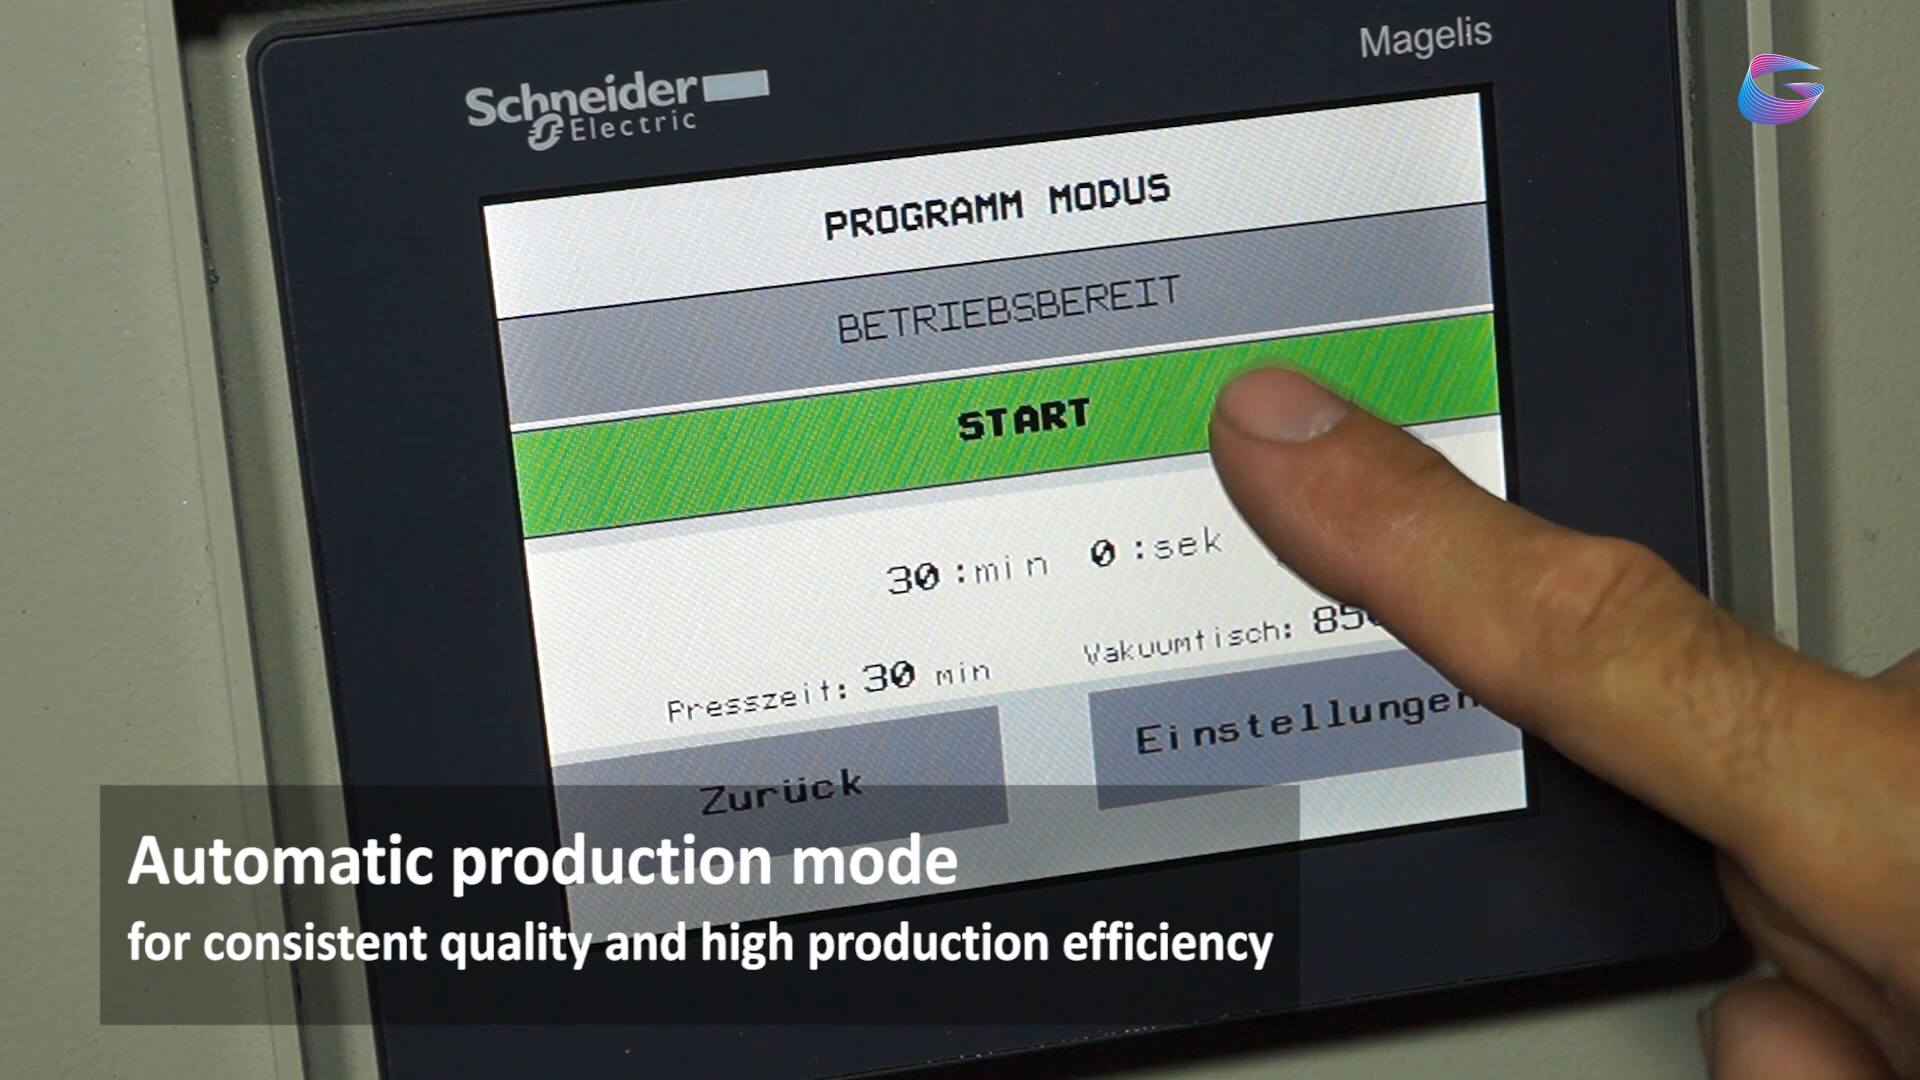 Schneider
Electric
Magelis
PROGRAMM MODUS
BETRIEBSBEREIT
START
30 :min 0 :sek
Presszeit: 30 min
Vakuumtisch:
Zurück
Einstellungen
Automatic production mode
for consistent quality and high production efficiency